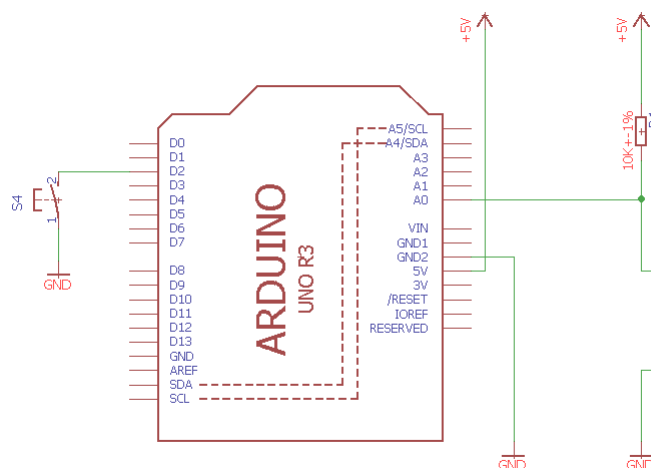 +5V
+5V
10K+-1%
S4
2
1
GND
D0
D1
D2
D3
D4
D5
D6
D7
D8
D9
D10
D11
D12
D13
GND
AREF
SDA
SCL
ARDUINO
UNO R3
A5/SCL
A4/SDA
A3
A2
A1
A0
VIN
GND1
GND2
5V
3V
/RESET
IOREF
RESERVED
GND
GND